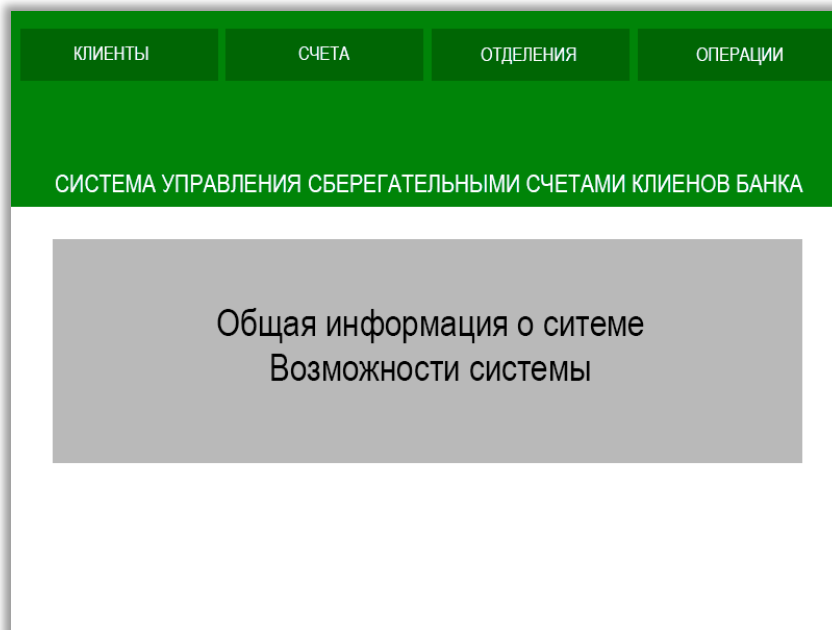 КЛИЕНТЫ СЧЕТА ОТДЕЛЕНИЯ ОПЕРАЦИИ
СИСТЕМА УПРАВЛЕНИЯ СБЕРЕГАТЕЛЬНЫМИ СЧЕТАМИ КЛИЕНОВ БАНКА
Общая информация о ситеме
Возможности системы